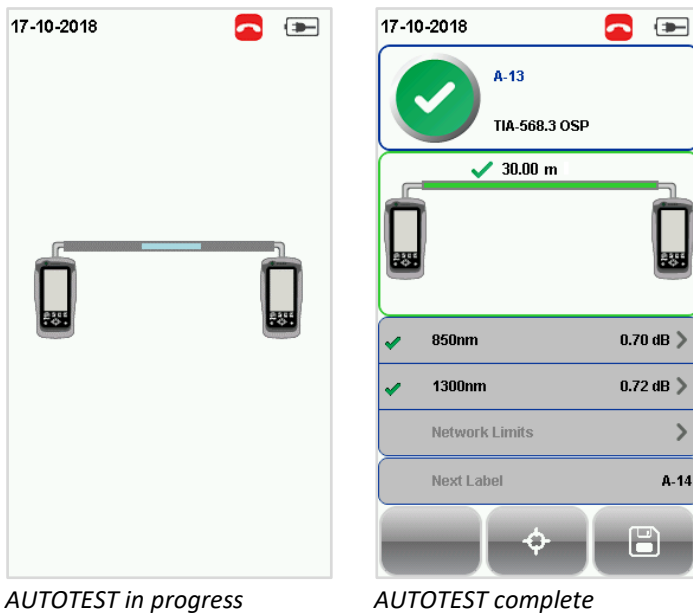 17-10-2018
AUTOTEST in progress
17-10-2018
A-13
TIA-568.3 OSP
30.00 m
850nm 0.70 dB
1300nm 0.72 dB
Network Limits
Next Label A-14
AUTOTEST complete